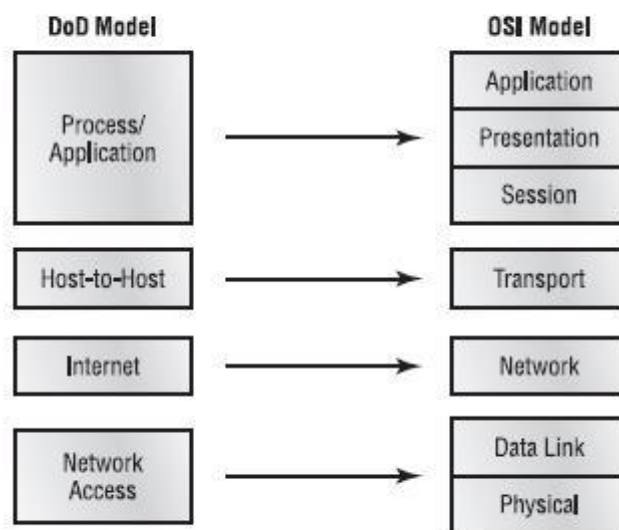 DoD Model
OSI Model
Process/
Application
Application
Presentation
Session
Host-to-Host
Transport
Internet
Network
Network
Access
Data Link
Physical